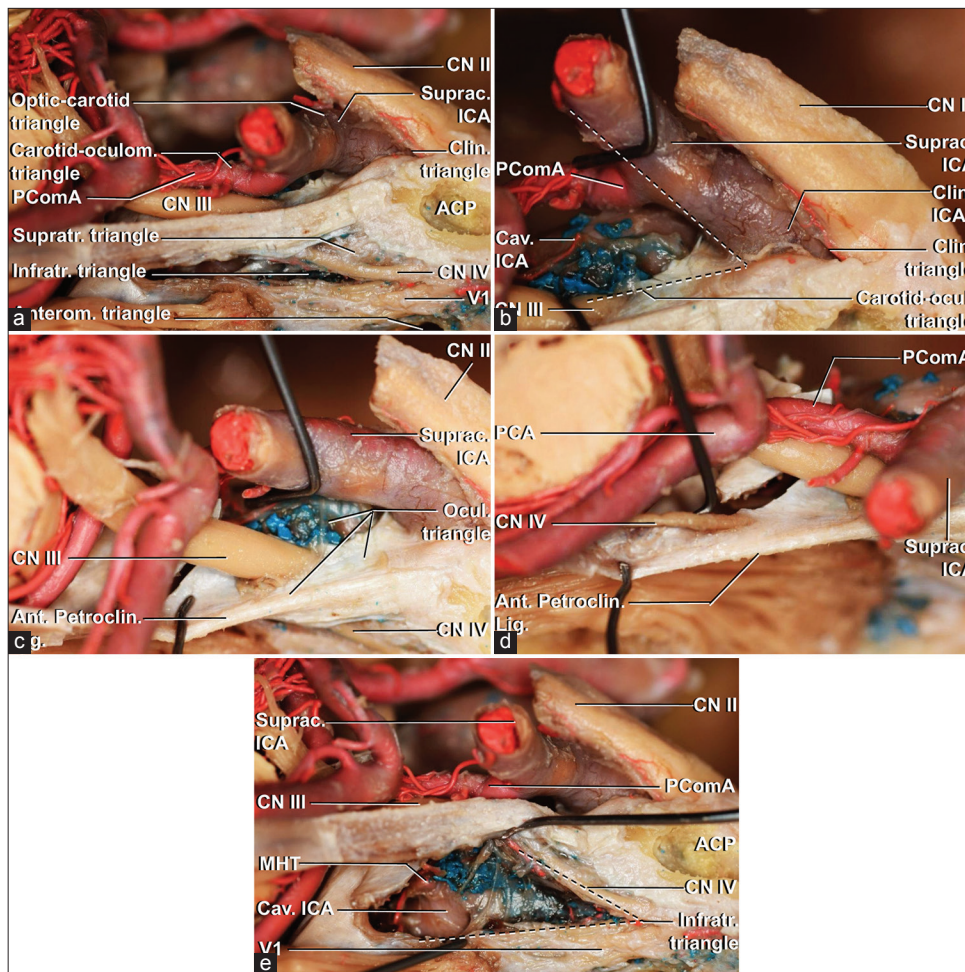 CN II
Optic-carotid
triangle
Suprac.
ICA
Carotid-oculom.
triangle
Clin.
triangle
PComA
CN III
ACP
Supratr. triangle
Infratr. triangle
CN IV
V1
a
triangle
CN
Suprac
ICA
PComA
Clin
ICA
Cav.
ICA
Clin
triangle
CN III
Carotid-ocul
triangle
b
CN II
Suprac.
ICA
Ocul.
triangle
CN III
Ant. Petroclin.
CN IV
c
PComA
PCA
CN IV
Suprac
ICA
Ant. Petroclin.
Lig.
d
CN II
Suprac.
ICA
PComA
CN III
ACP
MHT
CN IV
Cav. ICA
Infratr.
triangle
V1
e